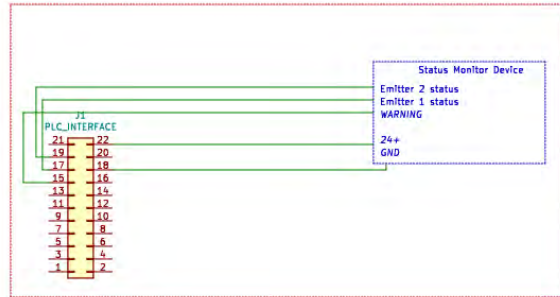 Status Monitor Device
Emitter 2 status
Emitter 1 status
WARNING
24+
GND
J1
PLC_INTERFACE
21 22
19 20
17 18
15 16
13 14
11 12
9 10
7 8
5 6
3 4
1 2